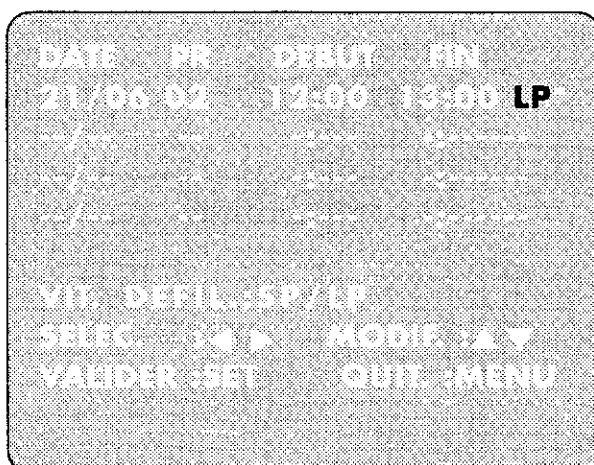 DATE PR DEBUT FIN
21/06 02 12:00 13:00 LP
--/-- -- --:-- --:-- --
--/-- -- --:-- --:-- --
--/-- -- --:-- --:-- --
VIT. DEFIL.:SP/LP
SELEC. :◀ ▶ MODIF. :▲ ▼
VALIDER :SET QUIT. :MENU